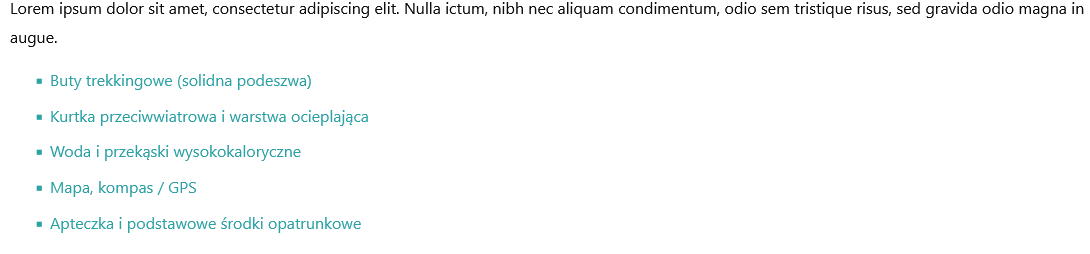 Lorem ipsum dolor sit amet, consectetur adipiscing elit. Nulla ictum, nibh nec aliquam condimentum, odio sem tristique risus, sed gravida odio magna in
augue.
Buty trekkingowe (solidna podeszwa)
Kurtka przeciwwiatrowa i warstwa ocieplająca
Woda i przekąski wysokokaloryczne
Mapa, kompas / GPS
Apteczka i podstawowe środki opatrunkowe